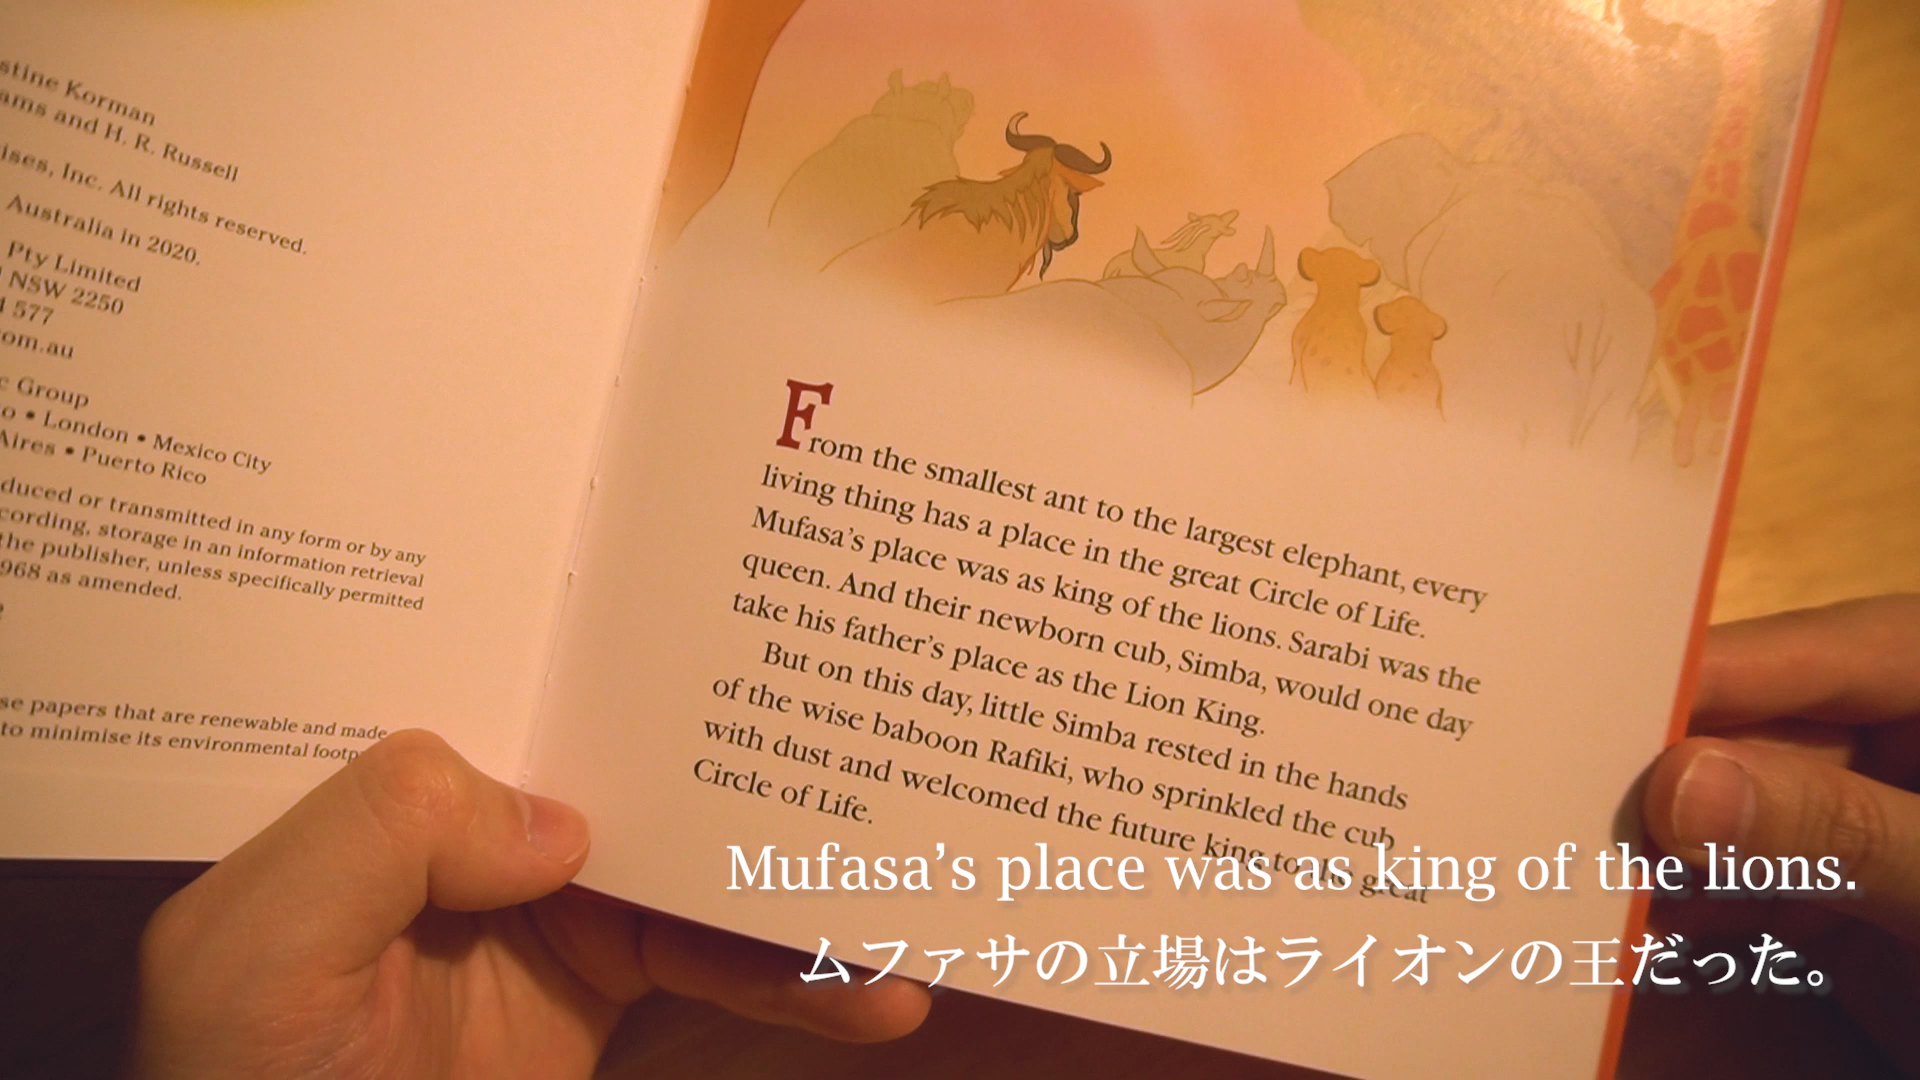 stine Korman
ams and H. R. Russell
ises, Inc. All rights reserved.
Australia in 2020.
Pty Limited
NSW 2250
577
om.au
c Group
o • London • Mexico City
Aires • Puerto Rico
duced or transmitted in any form or by any
cording, storage in an information retrieval
the publisher, unless specifically permitted
968 as amended.
se papers that are renewable and made
to minimise its environmental footp
From the smallest ant to the largest elephant, every
living thing has a place in the great Circle of Life.
Mufasa's place was as king of the lions. Sarabi was the
queen. And their newborn cub, Simba, would one day
take his father's place as the Lion King.
But on this day, little Simba rested in the hands
of the wise baboon Rafiki, who sprinkled the cub
with dust and welcomed the future king to the great
Circle of Life.
Mufasa's place was as king of the lions.
ムファサの立場はライオンの王だった。